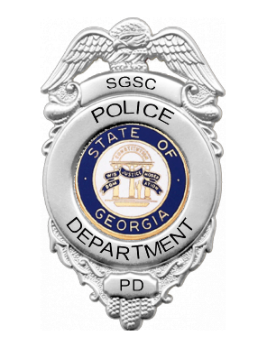 SGSC
POLICE
STATE OF
GEORGIA
DEPARTMENT
PD